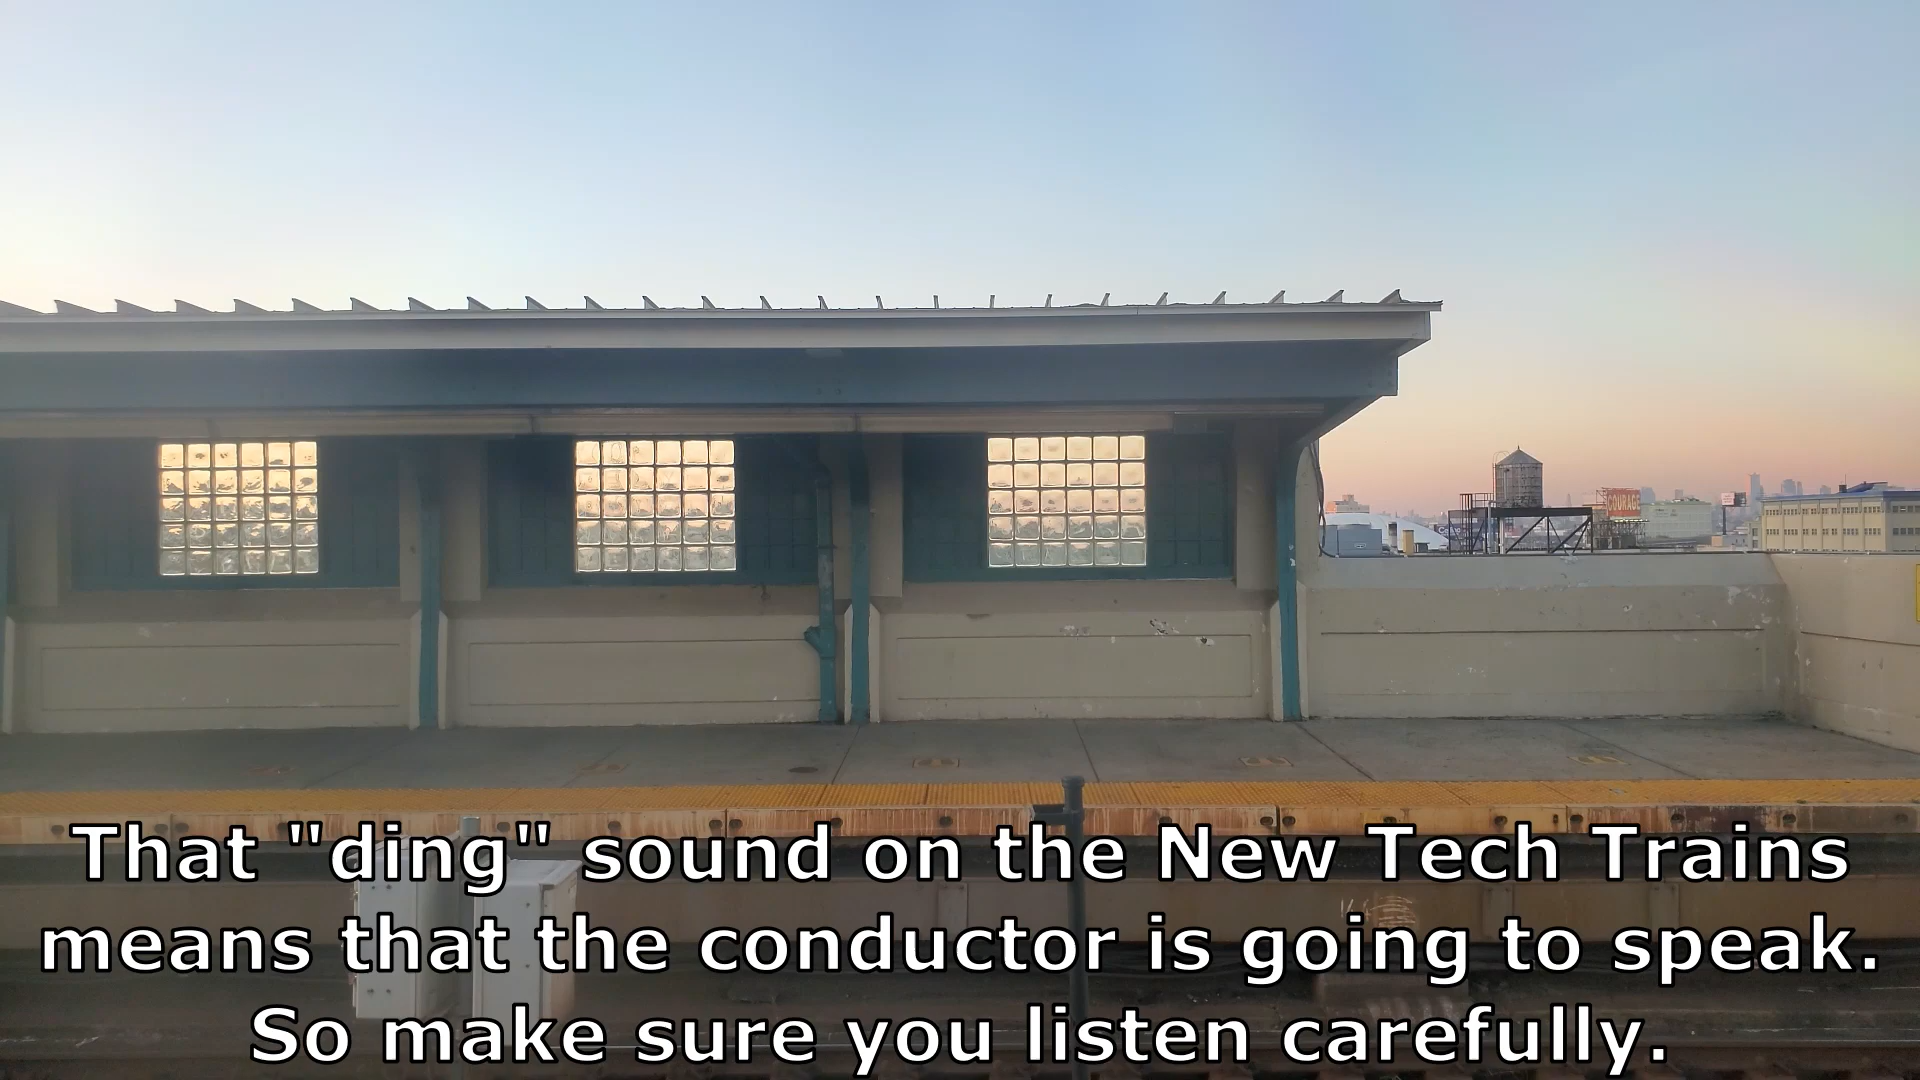 COURAGE
That "ding" sound on the New Tech Trains
means that the conductor is going to speak.
So make sure you listen carefully.